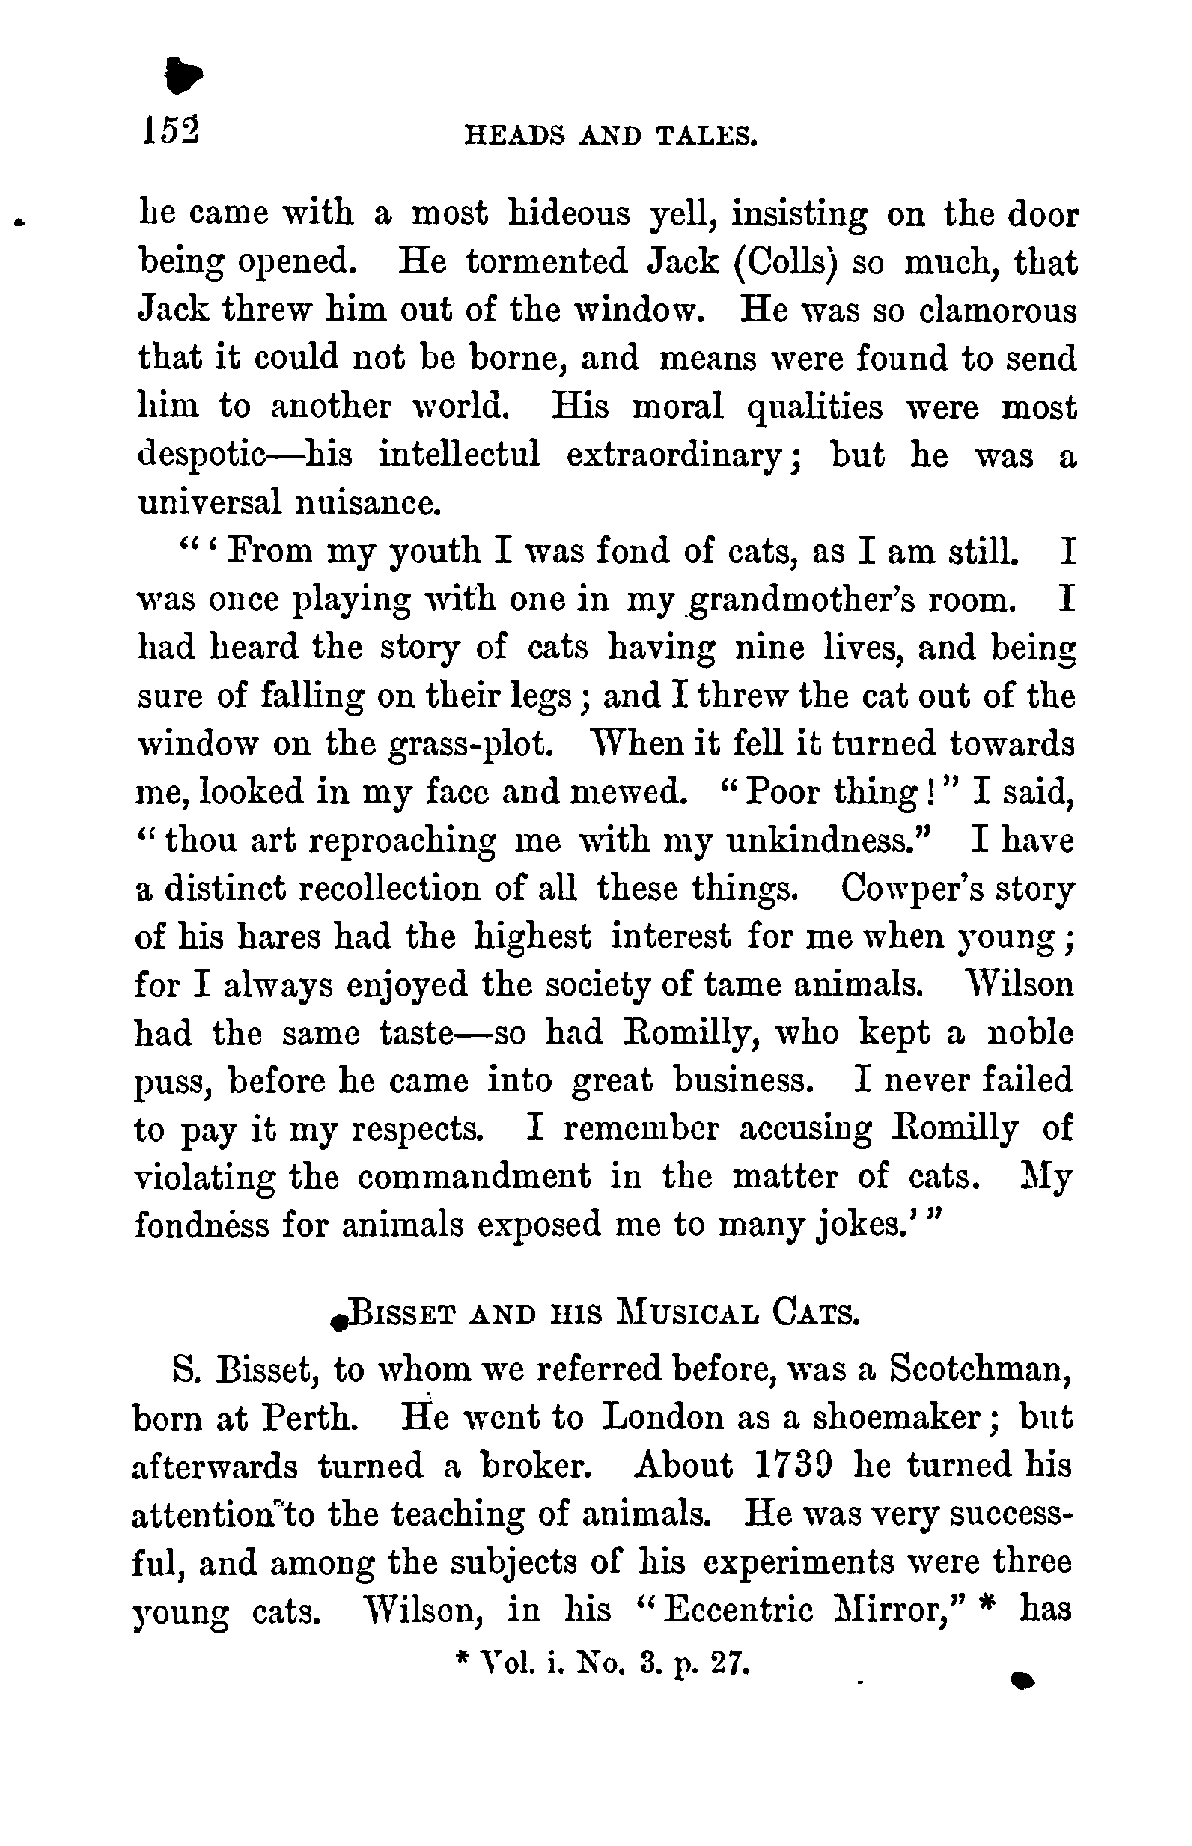 152 HEADS AND TALES.
he came with a most hideous yell, insisting on the door
being opened. He tormented Jack (Colls) so much, that
Jack threw him out of the window. He was so clamorous
that it could not be borne, and means were found to send
him to another world. His moral qualities were most
despotic—his intellectul extraordinary; but he was a
universal nuisance.
"'From my youth I was fond of cats, as I am still. I
was once playing with one in my grandmother's room. I
had heard the story of cats having nine lives, and being
sure of falling on their legs; and I threw the cat out of the
window on the grass-plot. When it fell it turned towards
me, looked in my face and mewed. "Poor thing!" I said,
"thou art reproaching me with my unkindness." I have
a distinct recollection of all these things. Cowper's story
of his hares had the highest interest for me when young;
for I always enjoyed the society of tame animals. Wilson
had the same taste—so had Romilly, who kept a noble
puss, before he came into great business. I never failed
to pay it my respects. I remember accusing Romilly of
violating the commandment in the matter of cats. My
fondness for animals exposed me to many jokes.'"
BISSET AND HIS MUSICAL CATS.
S. Bisset, to whom we referred before, was a Scotchman,
born at Perth. He went to London as a shoemaker; but
afterwards turned a broker. About 1739 he turned his
attention to the teaching of animals. He was very success-
ful, and among the subjects of his experiments were three
young cats. Wilson, in his "Eccentric Mirror," * has
* Vol. i. No. 3. p. 27.